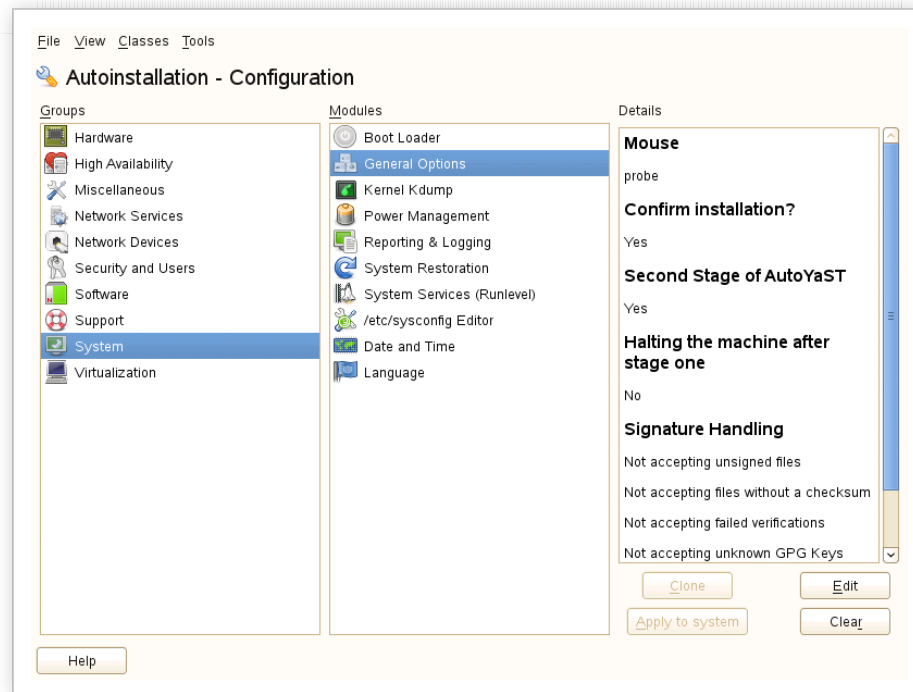 File View Classes Tools
Autoinstallation - Configuration
Groups
Hardware
High Availability
Miscellaneous
Network Services
Network Devices
Security and Users
Software
Support
System
Virtualization
Modules
Boot Loader
General Options
Kernel Kdump
Power Management
Reporting & Logging
System Restoration
System Services (Runlevel)
/etc/sysconfig Editor
Date and Time
Language
Details
Mouse
probe
Confirm installation?
Yes
Second Stage of AutoYaST
Yes
Halting the machine after
stage one
No
Signature Handling
Not accepting unsigned files
Not accepting files without a checksum
Not accepting failed verifications
Not accepting unknown GPG Keys
Clone Edit
Apply to system Clear
Help